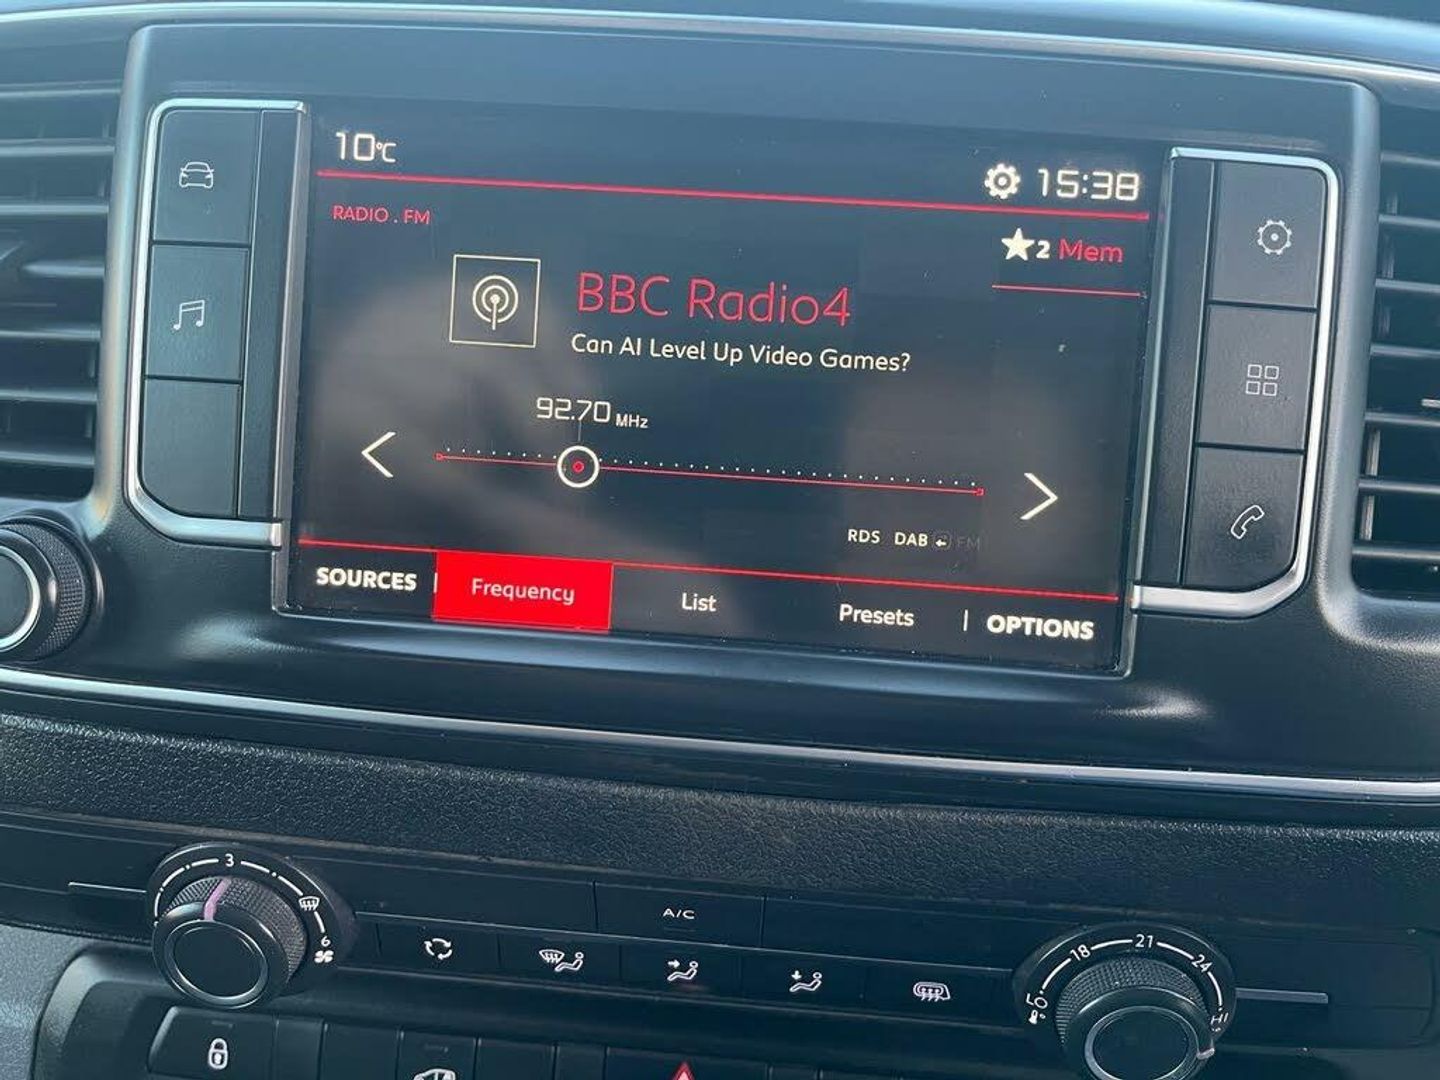 10°C
15:38
RADIO . FM
2 Mem
BBC Radio4
Can AI Level Up Video Games?
92.70 MHz
RDS DAB FM
SOURCES | Frequency List Presets | OPTIONS
3
6
A/C
LO 18 21 24 HI